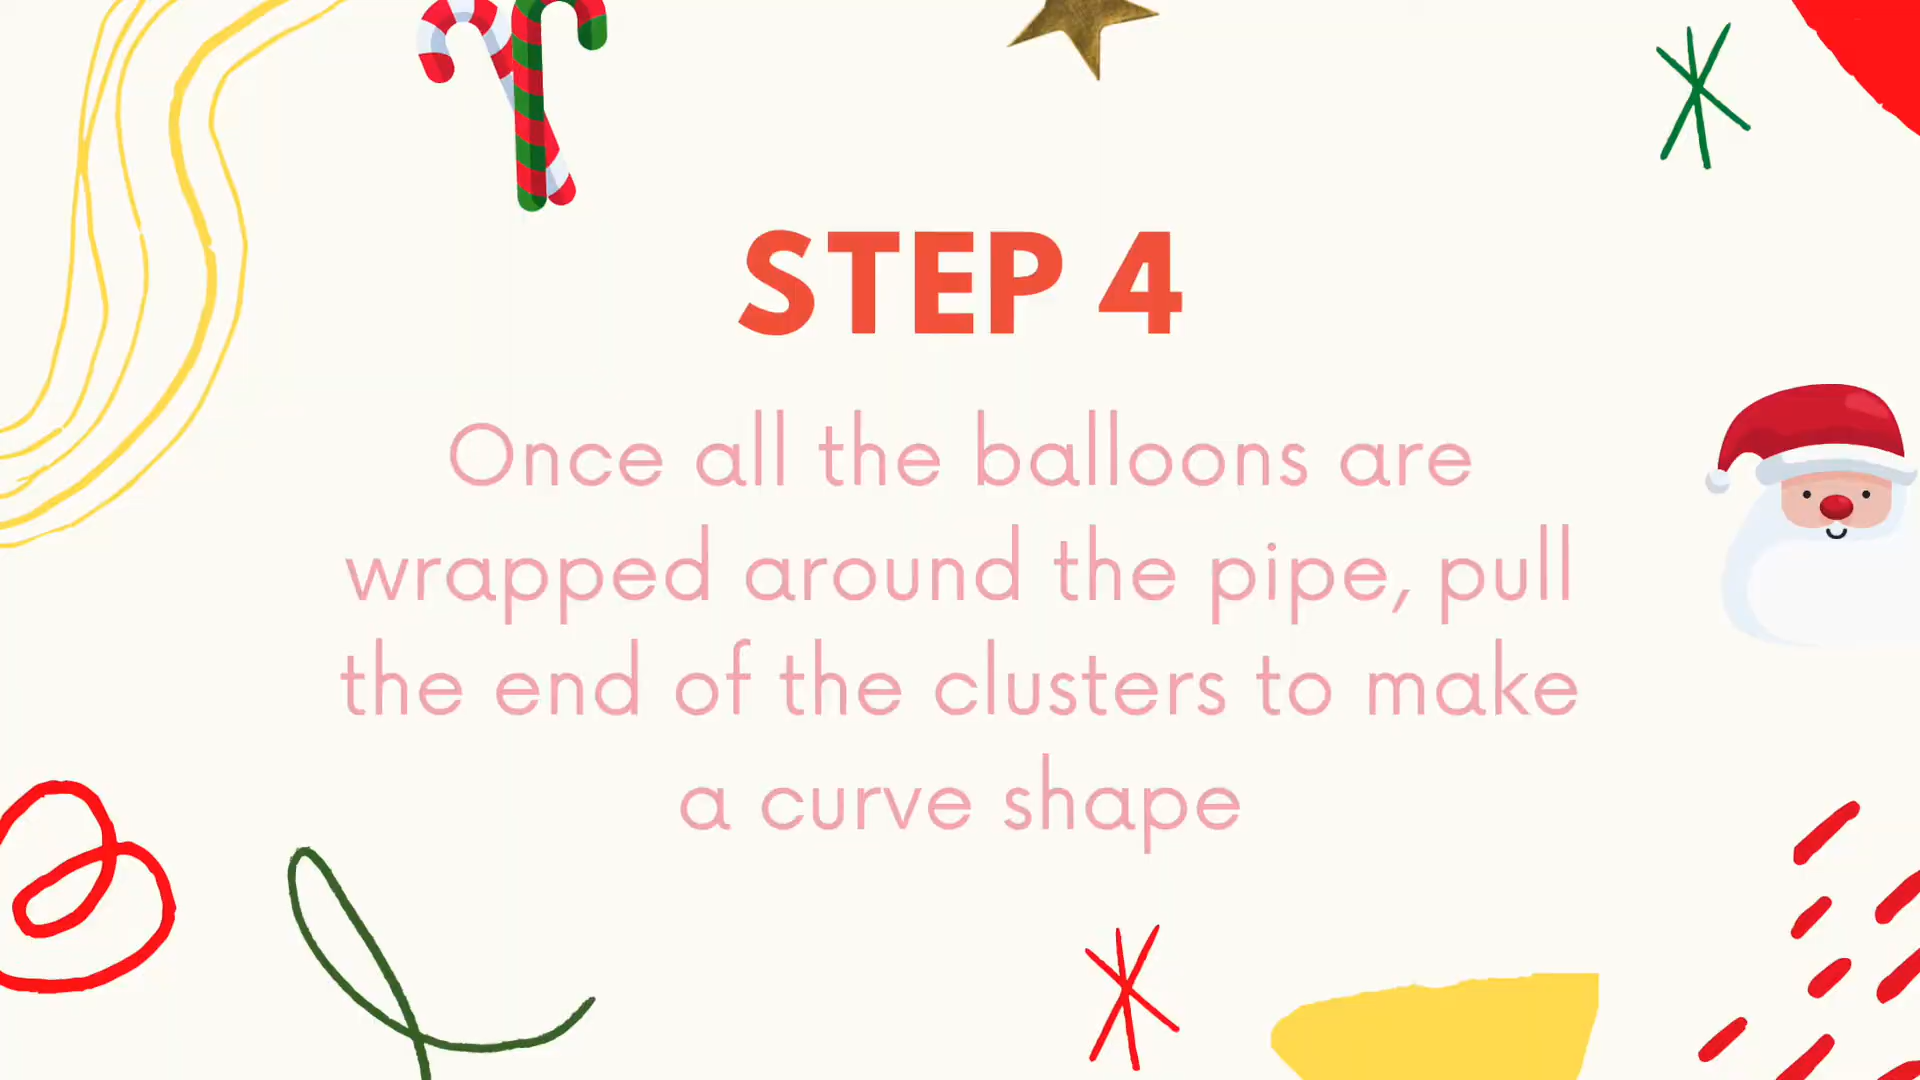 STEP 4
Once all the balloons are
wrapped around the pipe, pull
the end of the clusters to make
a curve shape